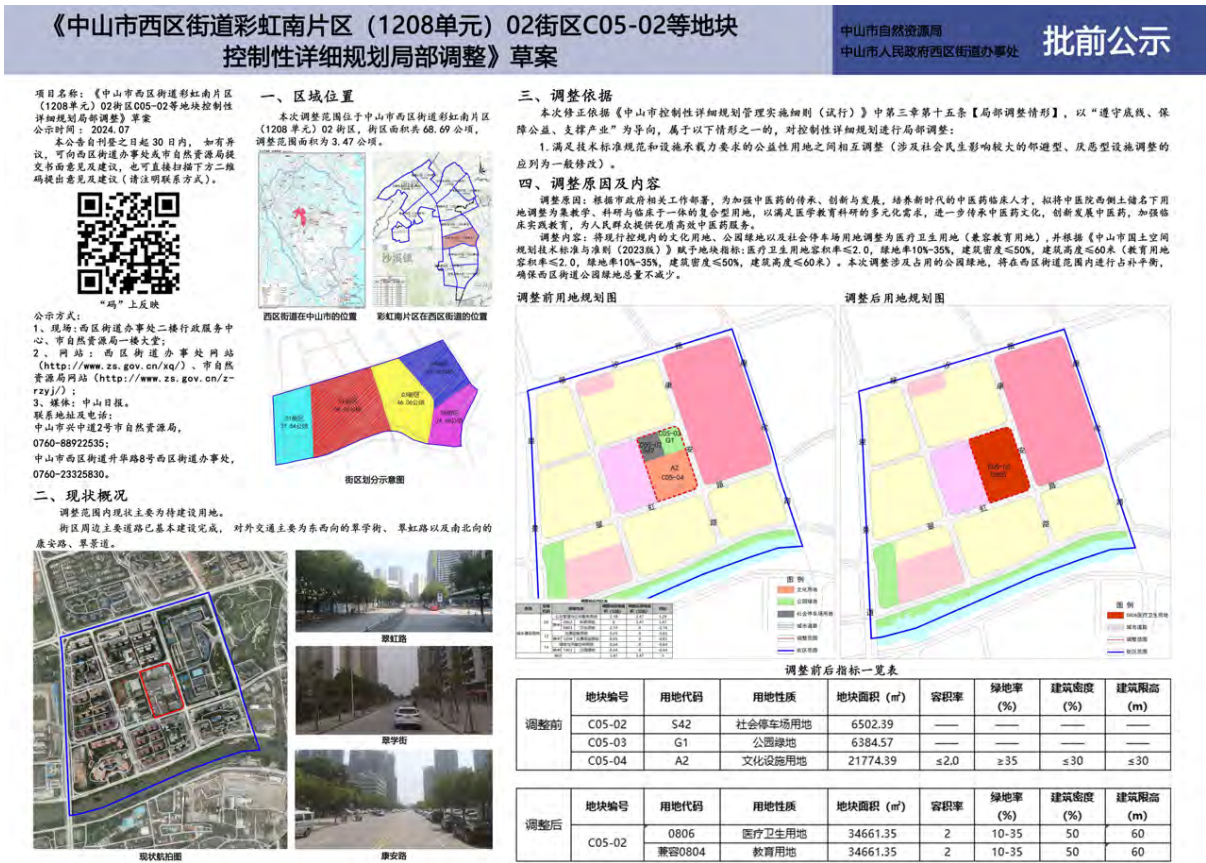 《中山市西区街道彩虹南片区（1208单元）02街区C05-02等地块
控制性详细规划局部调整》草案
中山市自然资源局
中山市人民政府西区街道办事处
批前公示
项目名称：《中山市西区街道彩虹南片区
（1208单元）02街区C05-02等地块控制性
详细规划局部调整》草案
公示时间：2024.07
本公告自刊登之日起30日内，如有异
议，可向西区街道办事处或市自然资源局提
交书面意见及建议，也可直接扫描下方二维
码提出意见及建议（请注明联系方式）。
“码”上反映
公示方式：
1、现场：西区街道办事处二楼行政服务中
心、市自然资源局一楼大堂；
2、网站：西区街道办事处网站
（http://www.zs.gov.cn/xq/）、市自然
资源局网站（http://www.zs.gov.cn/z-
rzyj/）；
3、媒体：中山日报。
联系地址及电话：
中山市兴中道2号市自然资源局，
0760-88922535；
中山市西区街道升华路8号西区街道办事处，
0760-23325830。
一、区域位置
本次调整范围位于中山市西区街道彩虹南片区
（1208单元）02街区，街区面积共68.69公顷，
调整范围面积为3.47公顷。
沙溪镇
西区街道在中山市的位置
彩虹南片区在西区街道的位置
街区划分示意图
二、现状概况
调整范围内现状主要为待建设用地。
街区周边主要道路已基本建设完成，对外交通主要为东西向的翠学街、翠虹路以及南北向的
康安路、翠景道。
现状航拍图
翠虹路
翠学街
康安路
三、调整依据
本次修正依据《中山市控制性详细规划管理实施细则（试行）》中第三章第十五条【局部调整情形】，以“遵守底线、保
障公益、支撑产业”为导向，属于以下情形之一的，对控制性详细规划进行局部调整：
1.满足技术标准规范和设施承载力要求的公益性用地之间相互调整（涉及社会民生影响较大的邻避型、厌恶型设施调整的
应列为一般修改）。
四、调整原因及内容
调整原因：根据市政府相关工作部署，为加强中医药的传承、创新与发展，培养新时代的中医药临床人才，拟将中医院西侧土储名下用
地调整为集教学、科研与临床于一体的复合型用地，以满足医学教育科研的多元化需求，进一步传承中医药文化，创新发展中医药，加强临
床实践教育，为人民群众提供优质高效中医药服务。
调整内容：将现行控规内的文化用地、公园绿地以及社会停车场用地调整为医疗卫生用地（兼容教育用地），并根据《中山市国土空间
规划技术标准与准则（2023版）》赋予地块指标：医疗卫生用地容积率≤2.0，绿地率10%-35%，建筑密度≤50%，建筑高度≤60米（教育用地
容积率≤2.0，绿地率10%-35%，建筑密度≤50%，建筑高度≤60米）。本次调整涉及占用的公园绿地，将在西区街道范围内进行占补平衡，
确保西区街道公园绿地总量不减少。
调整前用地规划图
调整后用地规划图
C05-03
G1
A2
C05-04
图例
文化用地
公园绿地
社会停车场用地
城市道路
调整范围
街区范围
图例
0806医疗卫生用地
城市道路
调整范围
街区范围
调整前后指标一览表
调整前
地块编号 用地代码 用地性质 地块面积（㎡） 容积率 绿地率（%） 建筑密度（%） 建筑限高（m）
C05-02 S42 社会停车场用地 6502.39 —— —— —— ——
C05-03 G1 公园绿地 6384.57 —— —— —— ——
C05-04 A2 文化设施用地 21774.39 ≤2.0 ≥35 ≤30 ≤30
调整后
地块编号 用地代码 用地性质 地块面积（㎡） 容积率 绿地率（%） 建筑密度（%） 建筑限高（m）
C05-02 0806 医疗卫生用地 34661.35 2 10-35 50 60
兼容0804 教育用地 34661.35 2 10-35 50 60